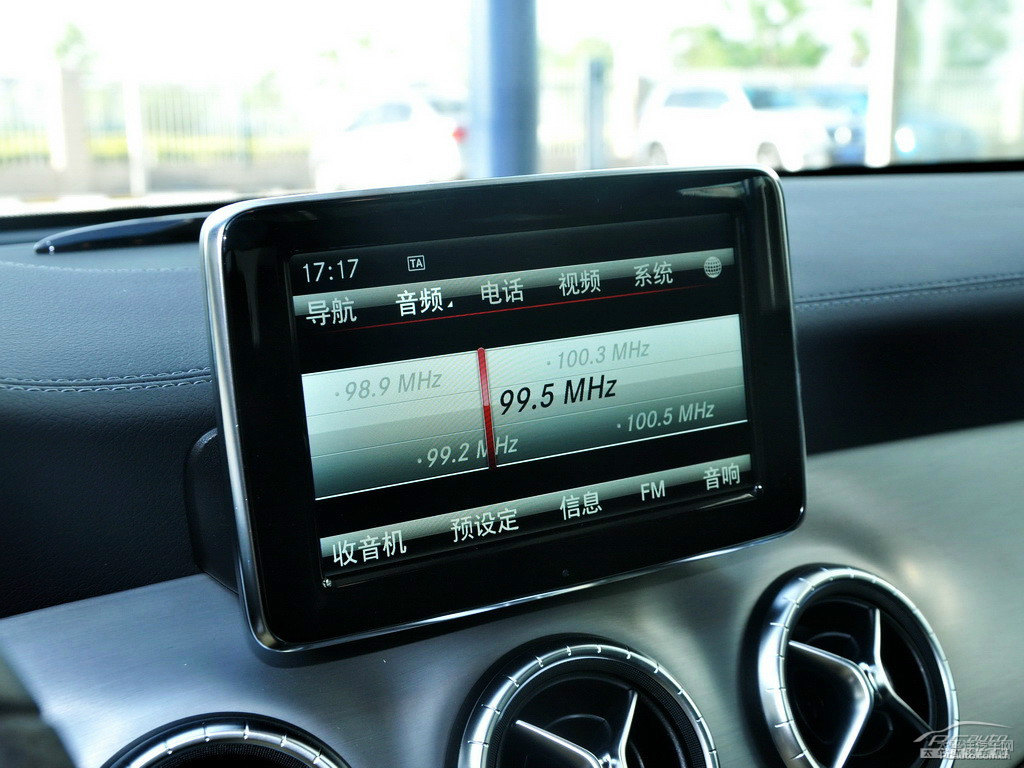 17:17 TA
导航 音频 电话 视频 系统
98.9 MHz 100.3 MHz
99.5 MHz
99.2 MHz 100.5 MHz
收音机 预设定 信息 FM 音响